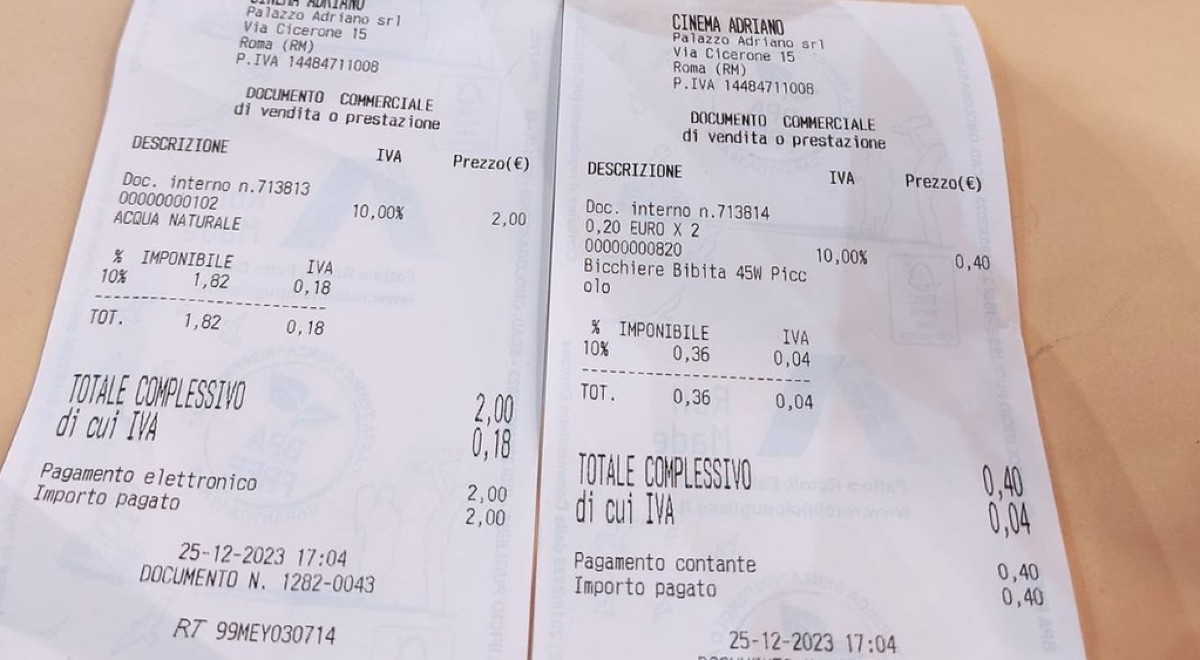 CINEMA ADRIANO
Palazzo Adriano srl
Via Cicerone 15
Roma (RM)
P.IVA 14484711008
DOCUMENTO COMMERCIALE
di vendita o prestazione
DESCRIZIONE IVA Prezzo(€)
Doc. interno n.713813
00000000102 10,00% 2,00
ACQUA NATURALE
% IMPONIBILE IVA
10% 1,82 0,18
TOT. 1,82 0,18
TOTALE COMPLESSIVO 2,00
di cui IVA 0,18
Pagamento elettronico 2,00
Importo pagato 2,00
25-12-2023 17:04
DOCUMENTO N. 1282-0043
RT 99MEY030714
CINEMA ADRIANO
Palazzo Adriano srl
Via Cicerone 15
Roma (RM)
P.IVA 14484711008
DOCUMENTO COMMERCIALE
di vendita o prestazione
DESCRIZIONE IVA Prezzo(€)
Doc. interno n.713814
0,20 EURO X 2
00000000820 10,00% 0,40
Bicchiere Bibita 45W Picc
olo
% IMPONIBILE IVA
10% 0,36 0,04
TOT. 0,36 0,04
TOTALE COMPLESSIVO 0,40
di cui IVA 0,04
Pagamento contante 0,40
Importo pagato 0,40
25-12-2023 17:04